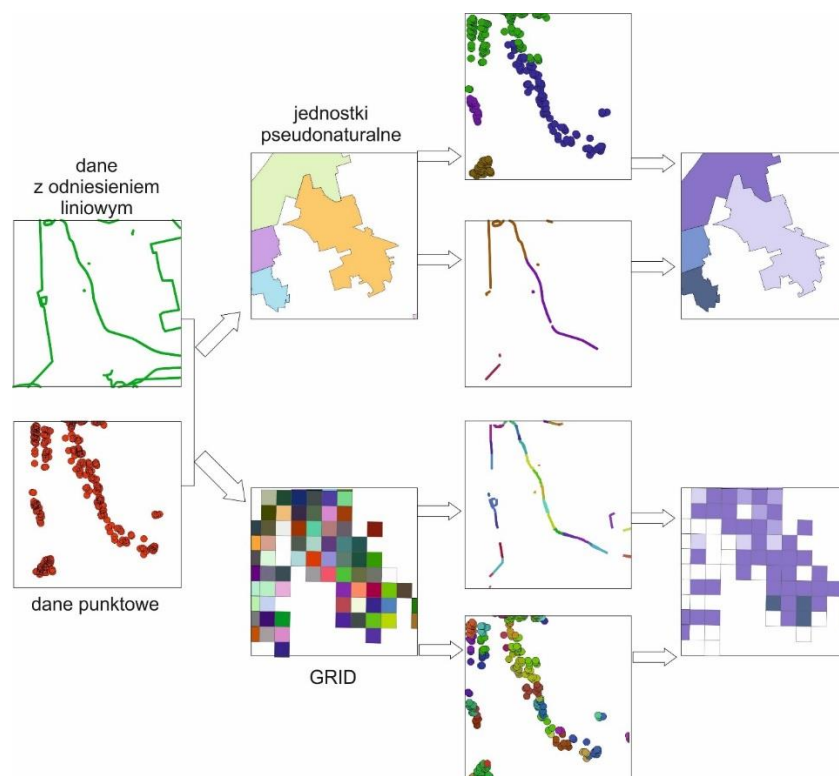 jednostki
pseudonaturalne
dane
z odniesieniem
liniowym
dane punktowe
GRID